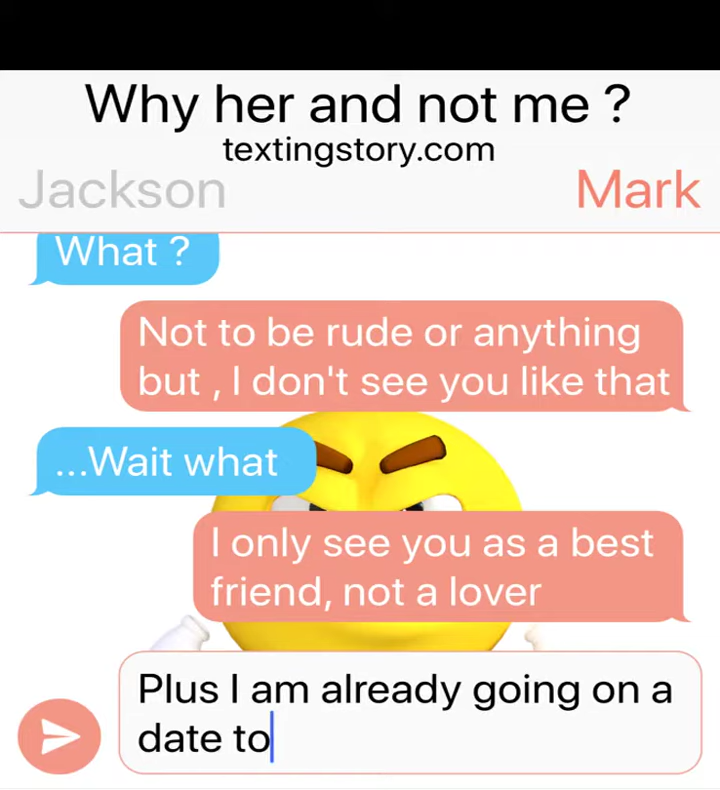 Why her and not me ?
textingstory.com
Jackson
Mark
What ?
Not to be rude or anything
but , I don't see you like that
...Wait what
I only see you as a best
friend, not a lover
Plus I am already going on a
date to